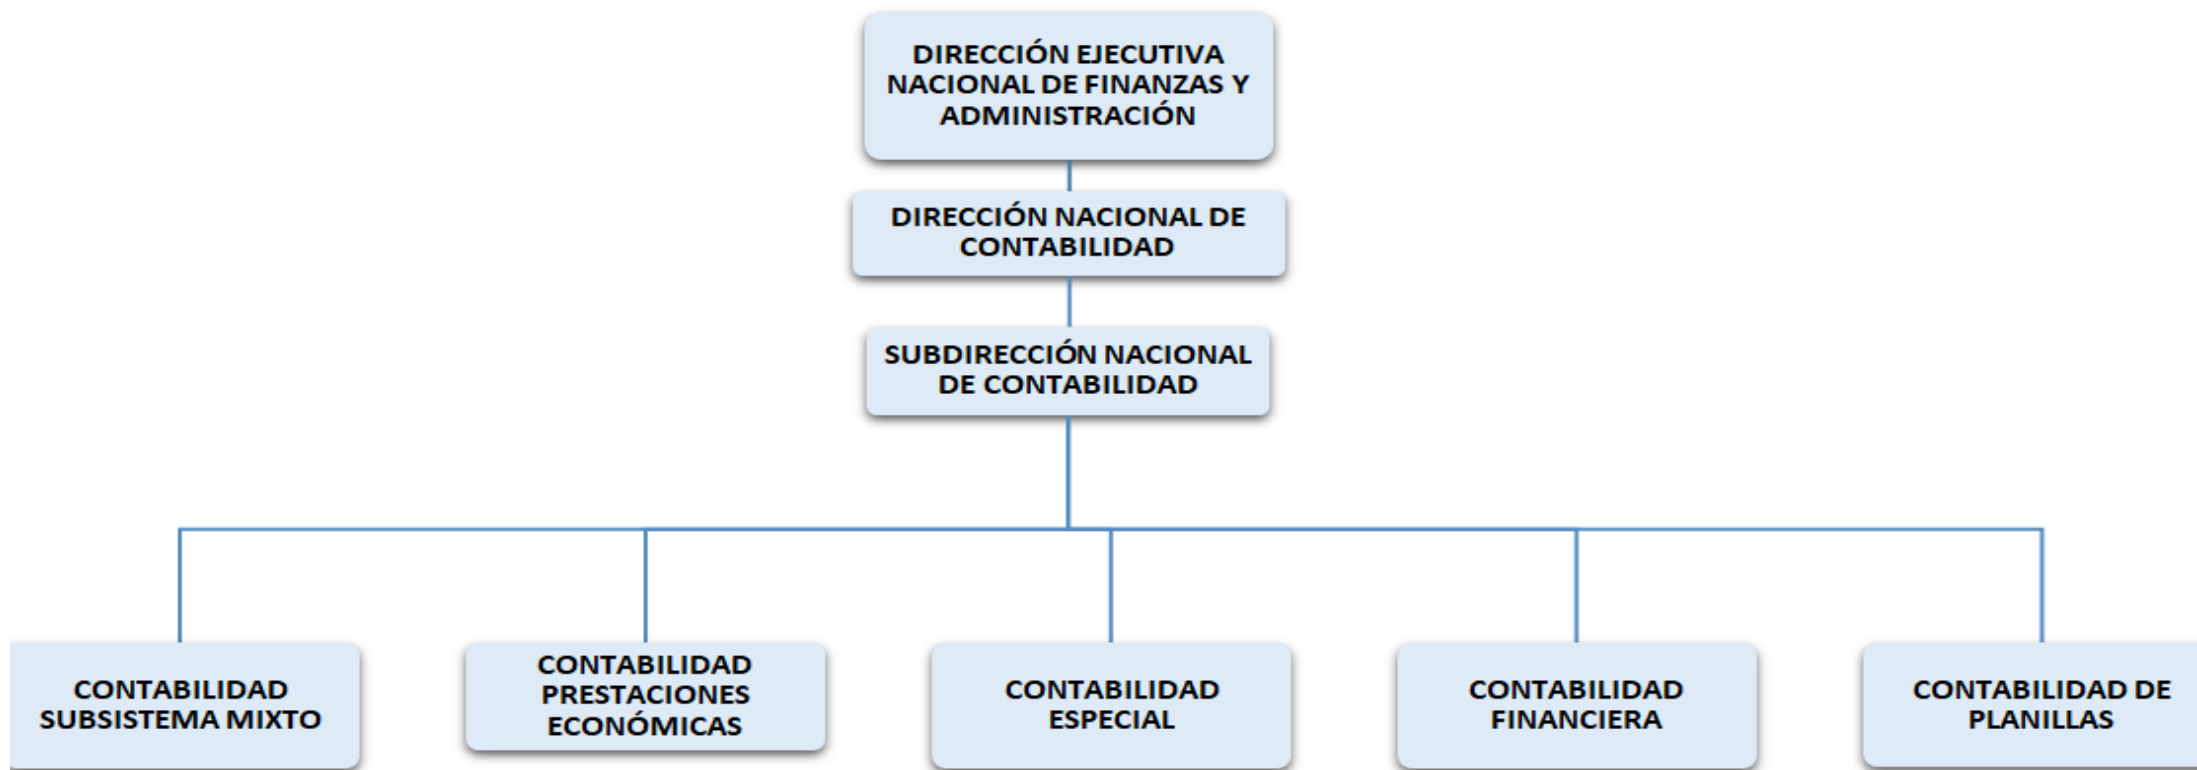 DIRECCIÓN EJECUTIVA
NACIONAL DE FINANZAS Y
ADMINISTRACIÓN
DIRECCIÓN NACIONAL DE
CONTABILIDAD
SUBDIRECCIÓN NACIONAL
DE CONTABILIDAD
CONTABILIDAD
SUBSISTEMA MIXTO
CONTABILIDAD
PRESTACIONES
ECONÓMICAS
CONTABILIDAD
ESPECIAL
CONTABILIDAD
FINANCIERA
CONTABILIDAD DE
PLANILLAS